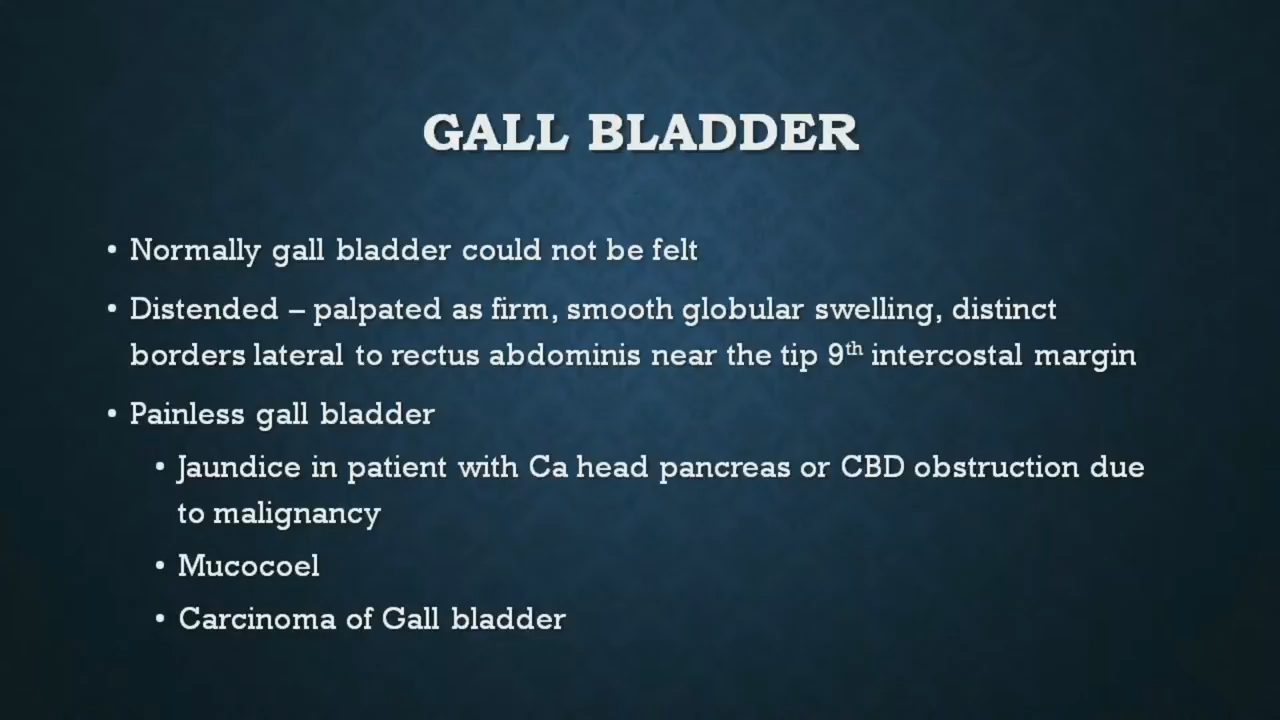 GALL BLADDER
• Normally gall bladder could not be felt
• Distended – palpated as firm, smooth globular swelling, distinct
borders lateral to rectus abdominis near the tip 9th intercostal margin
• Painless gall bladder
• Jaundice in patient with Ca head pancreas or CBD obstruction due
to malignancy
• Mucocoel
• Carcinoma of Gall bladder